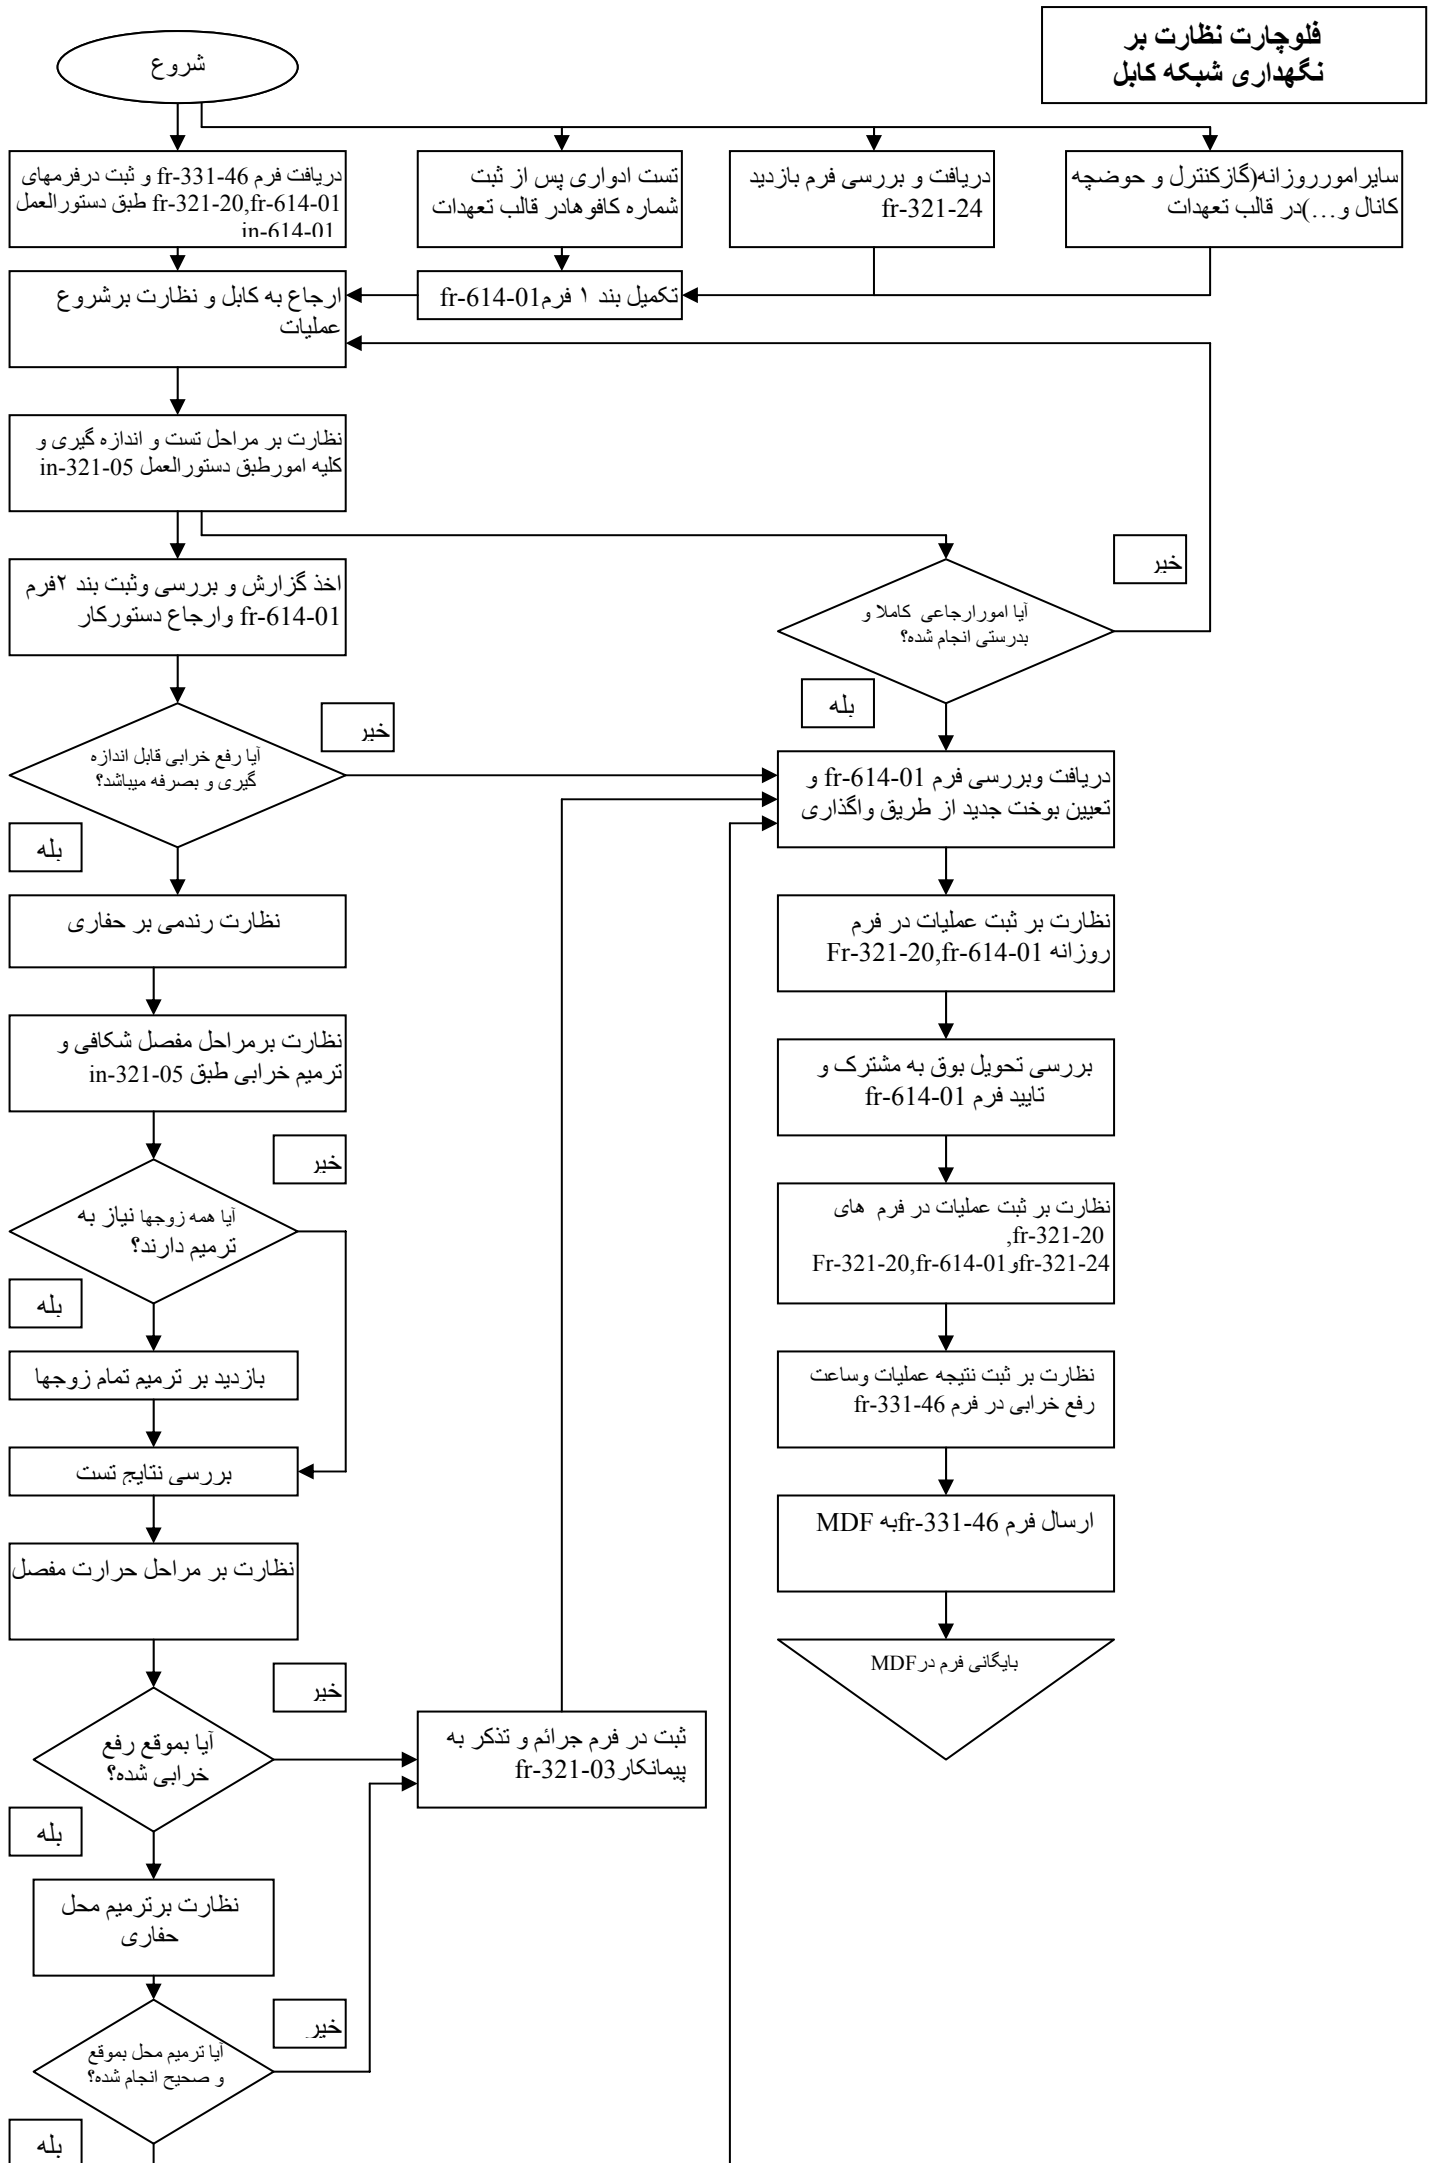 فلوچارت نظارت بر
نگهداری شبکه کابل
شروع
دریافت فرم fr-331-46 و ثبت درفرمهای
fr-321-20,fr-614-01 طبق دستورالعمل
in-614-01
تست ادواری پس از ثبت
شماره کافوهادر قالب تعهدات
دریافت و بررسی فرم بازدید
fr-321-24
سایرامورروزانه(گازکنترل و حوضچه
کانال و...)در قالب تعهدات
تکمیل بند ۱ فرمfr-614-01
ارجاع به کابل و نظارت برشروع
عملیات
نظارت بر مراحل تست و اندازه گیری و
کلیه امورطبق دستورالعمل in-321-05
اخذ گزارش و بررسی وثبت بند ۲فرم
fr-614-01 وارجاع دستورکار
آیا رفع خرابی قابل اندازه
گیری و بصرفه میباشد؟
خیر
بله
نظارت رندمی بر حفاری
نظارت برمراحل مفصل شکافی و
ترمیم خرابی طبق in-321-05
خیر
آیا همه زوجها نیاز به
ترمیم دارند؟
بله
بازدید بر ترمیم تمام زوجها
بررسی نتایج تست
نظارت بر مراحل حرارت مفصل
خیر
آیا بموقع رفع
خرابی شده؟
بله
ثبت در فرم جرائم و تذکر به
پیمانکارfr-321-03
نظارت برترمیم محل
حفاری
خیر
آیا ترمیم محل بموقع
و صحیح انجام شده؟
بله
خیر
آیا امورارجاعی کاملا و
بدرستی انجام شده؟
بله
دریافت وبررسی فرم fr-614-01 و
تعیین بوخت جدید از طریق واگذاری
نظارت بر ثبت عملیات در فرم
روزانه Fr-321-20,fr-614-01
بررسی تحویل بوق به مشترک و
تایید فرم fr-614-01
نظارت بر ثبت عملیات در فرم های
fr-321-20,
Fr-321-20,fr-614-01وfr-321-24
نظارت بر ثبت نتیجه عملیات وساعت
رفع خرابی در فرم fr-331-46
ارسال فرم fr-331-46به MDF
بایگانی فرم درMDF